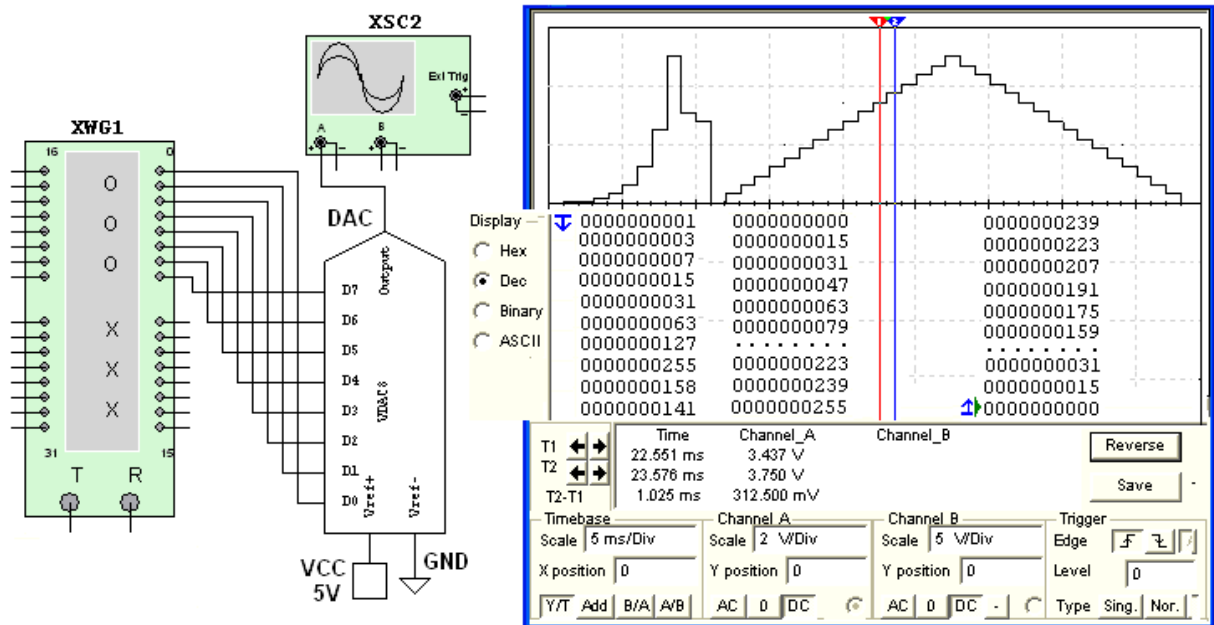 XSC2
Ext Trig
A B
XWG1
16 0
O
O
O
X
X
X
31 15
T R
DAC
Output
VDAC8
D7
D6
D5
D4
D3
D2
D1
D0
Vref+
Vref-
VCC
5V
GND
1 2
Display
Hex
Dec
Binary
ASCII
0000000001 0000000000 0000000239
0000000003 0000000015 0000000223
0000000007 0000000031 0000000207
0000000015 0000000047 0000000191
0000000031 0000000063 0000000175
0000000063 0000000079 0000000159
0000000127 . . . . . . . . . . . . . . . .
0000000255 0000000223 0000000031
0000000158 0000000239 0000000015
0000000141 0000000255 0000000000
Time Channel_A Channel_B
T1 22.551 ms 3.437 V
T2 23.576 ms 3.750 V
T2-T1 1.025 ms 312.500 mV
Reverse
Save
Timebase Channel A Channel B Trigger
Scale 5 ms/Div Scale 2 V/Div Scale 5 V/Div Edge
X position 0 Y position 0 Y position 0 Level 0
Y/T Add B/A A/B AC 0 DC AC 0 DC - Type Sing. Nor.